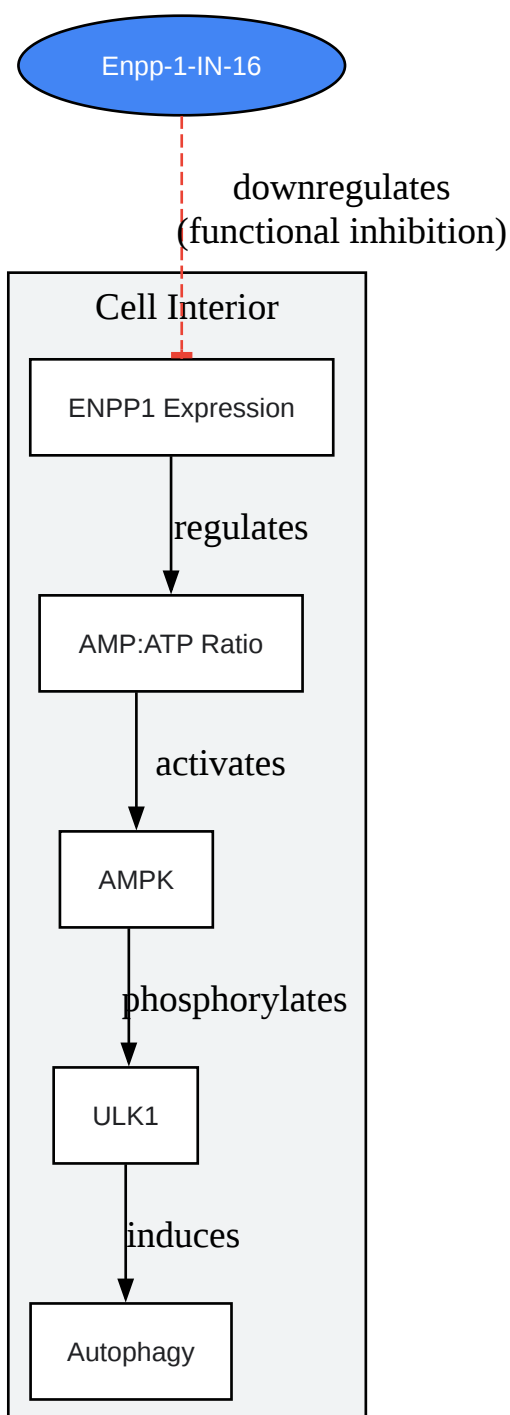 Enpp-1-IN-16
downregulates
(functional inhibition)
Cell Interior
ENPP1 Expression
regulates
AMP:ATP Ratio
activates
AMPK
phosphorylates
ULK1
induces
Autophagy